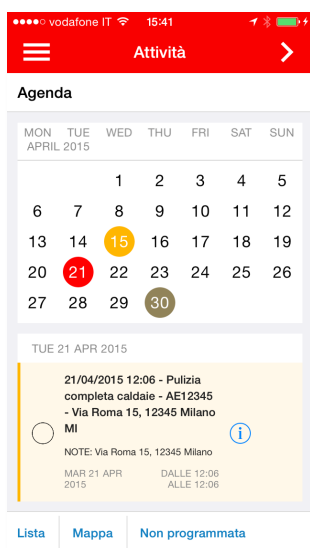 vodafone IT 15:41
Attività
Agenda
MON TUE WED THU FRI SAT SUN
APRIL 2015
1 2 3 4 5
6 7 8 9 10 11 12
13 14 15 16 17 18 19
20 21 22 23 24 25 26
27 28 29 30
TUE 21 APR 2015
21/04/2015 12:06 - Pulizia
completa caldaie - AE12345
- Via Roma 15, 12345 Milano
MI
NOTE: Via Roma 15, 12345 Milano
MAR 21 APR DALLE 12:06
2015 ALLE 12:06
Lista Mappa Non programmata